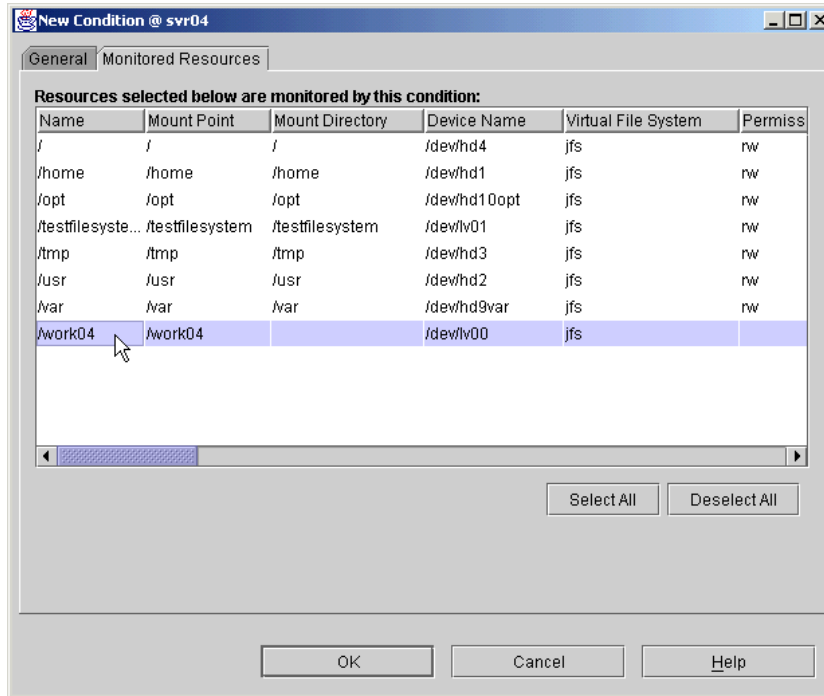 New Condition @ svr04
General Monitored Resources
Resources selected below are monitored by this condition:
Name Mount Point Mount Directory Device Name Virtual File System Permiss
/ / / /dev/hd4 jfs rw
/home /home /home /dev/hd1 jfs rw
/opt /opt /opt /dev/hd10opt jfs rw
/testfilesyste... /testfilesystem /testfilesystem /dev/lv01 jfs rw
/tmp /tmp /tmp /dev/hd3 jfs rw
/usr /usr /usr /dev/hd2 jfs rw
/var /var /var /dev/hd9var jfs rw
/work04 /work04 /dev/lv00 jfs
Select All Deselect All
OK Cancel Help